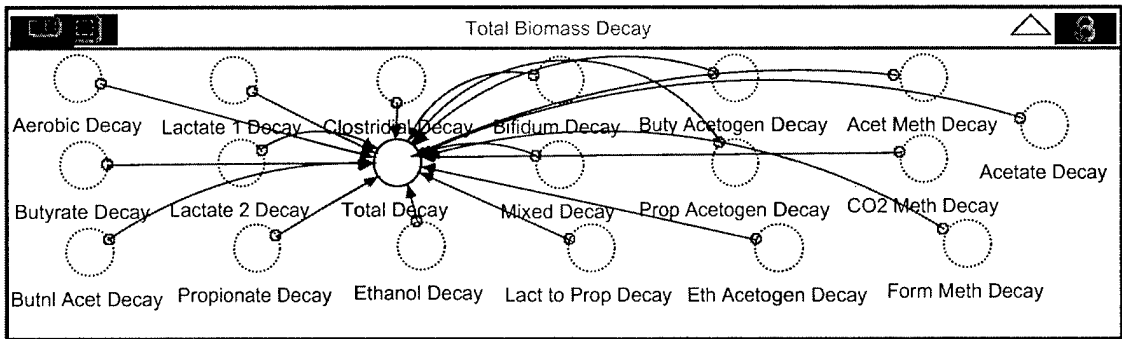 Total Biomass Decay
Aerobic Decay
Lactate 1 Decay
Clostridial Decay
Bifidum Decay
Buty Acetogen Decay
Acet Meth Decay
Acetate Decay
Butyrate Decay
Lactate 2 Decay
Total Decay
Mixed Decay
Prop Acetogen Decay
CO2 Meth Decay
Butnl Acet Decay
Propionate Decay
Ethanol Decay
Lact to Prop Decay
Eth Acetogen Decay
Form Meth Decay